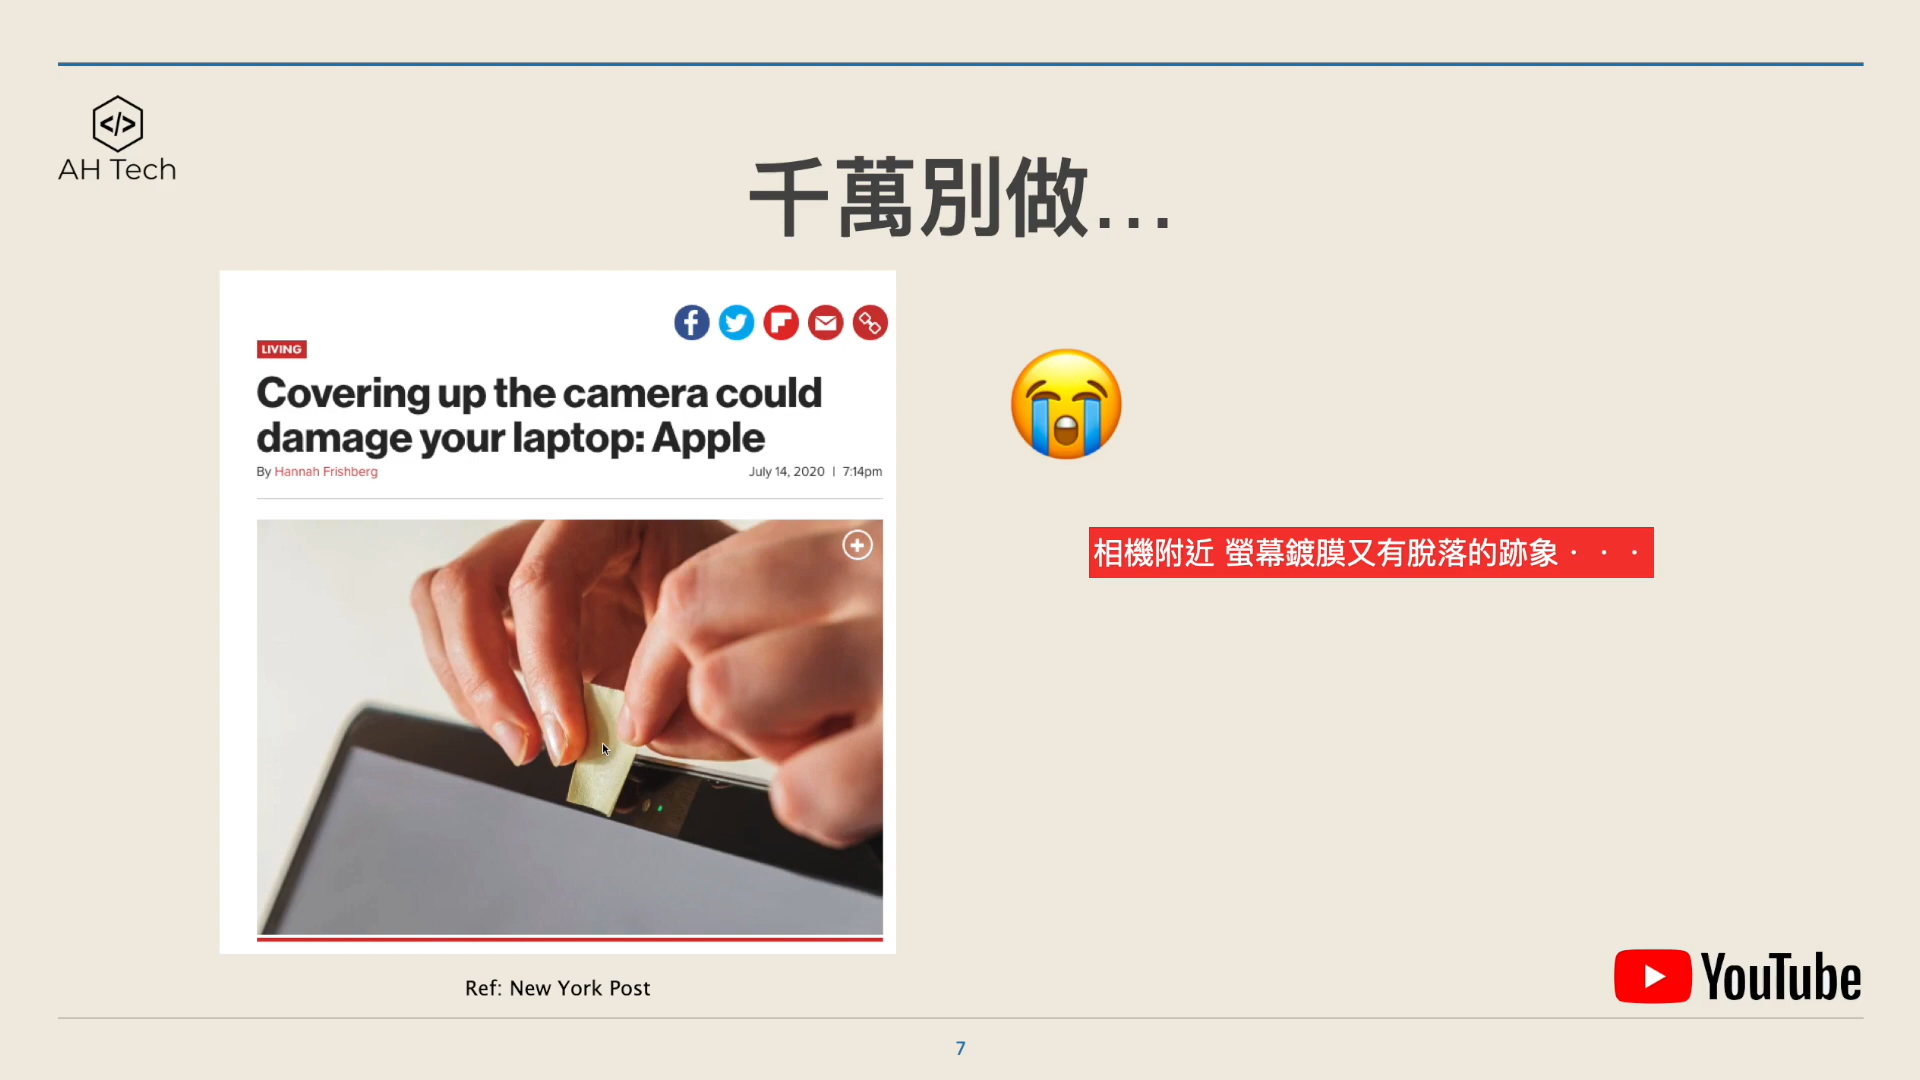 AH Tech
千萬別做...
LIVING
Covering up the camera could
damage your laptop: Apple
By Hannah Frishberg
July 14, 2020 | 7:14pm
相機附近 螢幕鍍膜又有脫落的跡象・・・
Ref: New York Post
YouTube
7